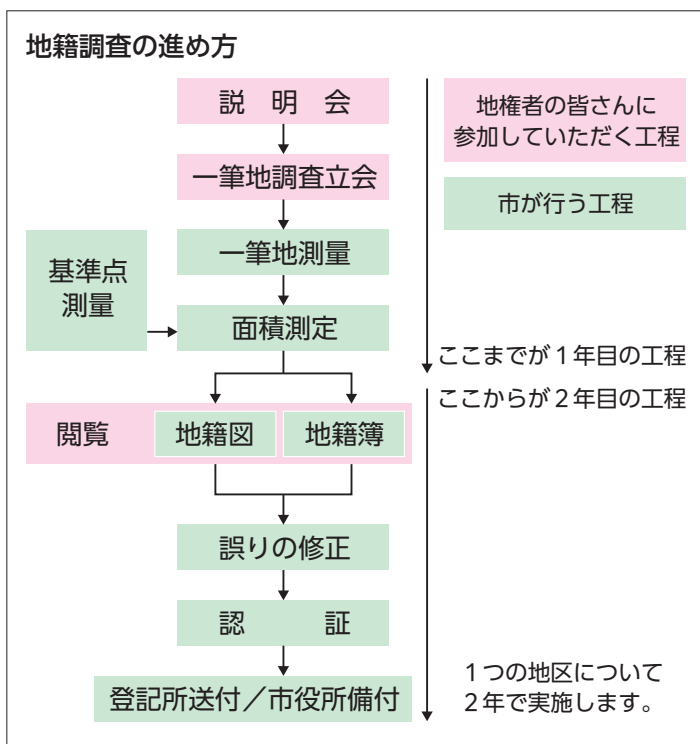 地籍調査の進め方
説　明　会
一筆地調査立会
一筆地測量
基準点
測量
面積測定
閲覧
地籍図
地籍簿
誤りの修正
認　　証
登記所送付／市役所備付
地権者の皆さんに
参加していただく工程
市が行う工程
ここまでが１年目の工程
ここからが２年目の工程
１つの地区について
２年で実施します。